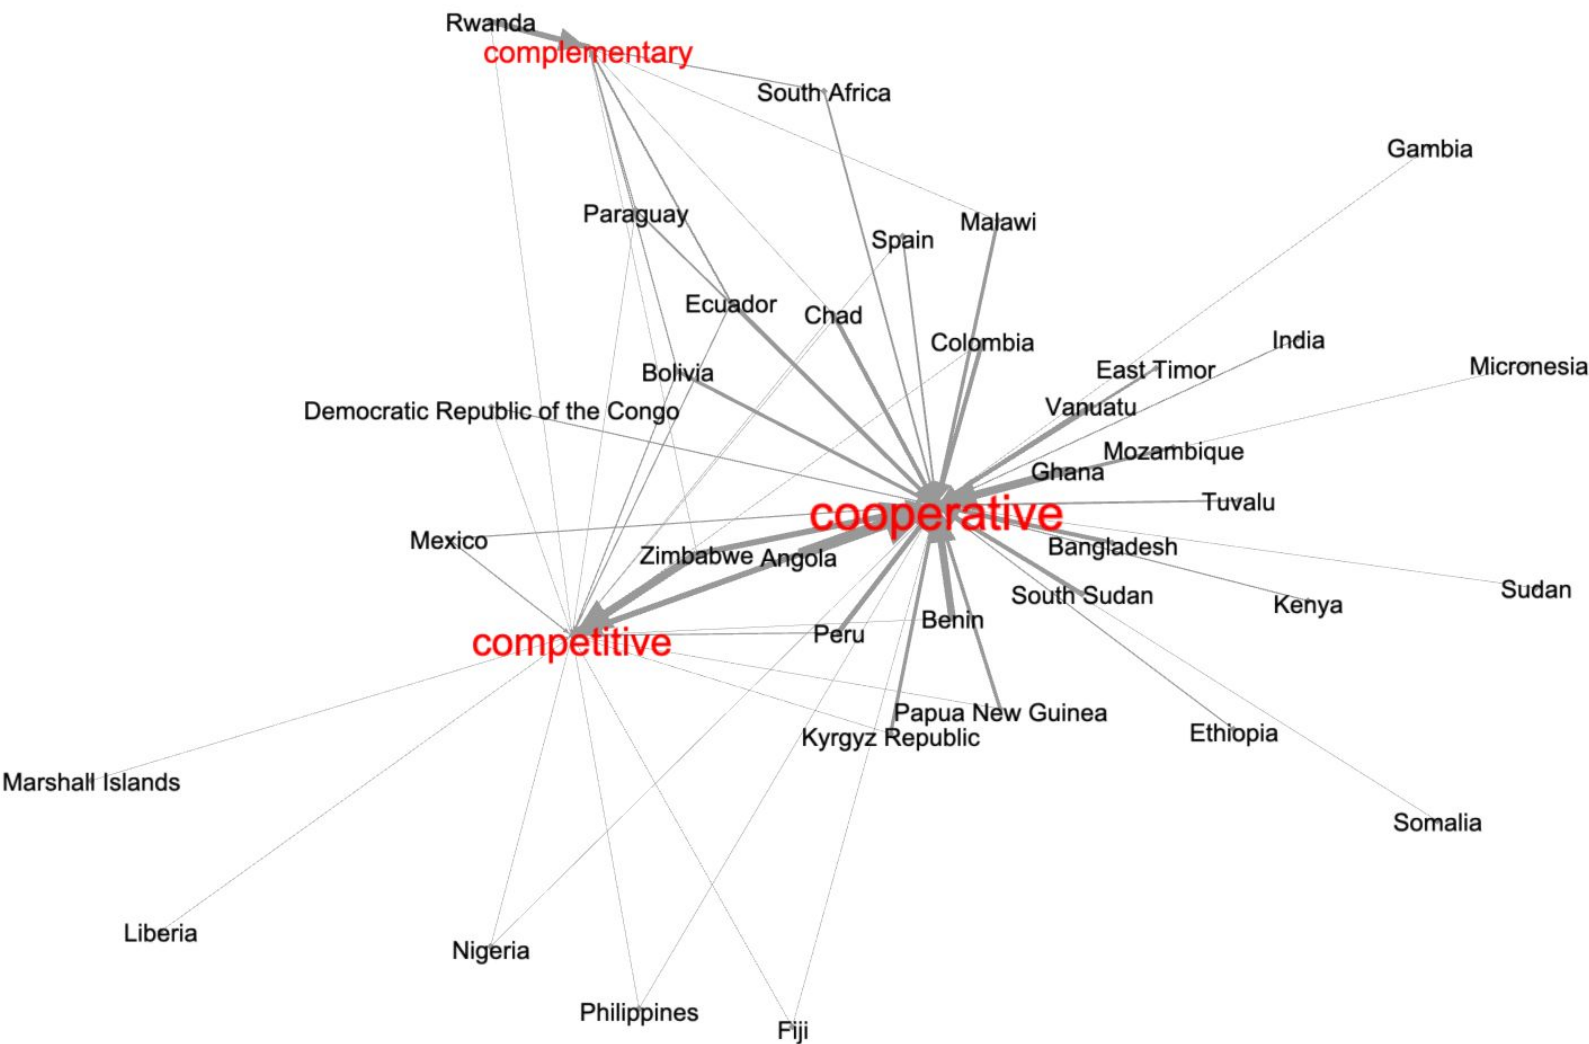 Rwanda
complementary
South Africa
Gambia
Paraguay
Malawi
Spain
Ecuador
Chad
Colombia
India
East Timor
Micronesia
Bolivia
Vanuatu
Democratic Republic of the Congo
Mozambique
Ghana
Tuvalu
cooperative
Mexico
Bangladesh
Zimbabwe
Angola
Sudan
South Sudan
Kenya
Benin
Peru
competitive
Papua New Guinea
Ethiopia
Kyrgyz Republic
Marshall Islands
Somalia
Liberia
Nigeria
Philippines
Fiji